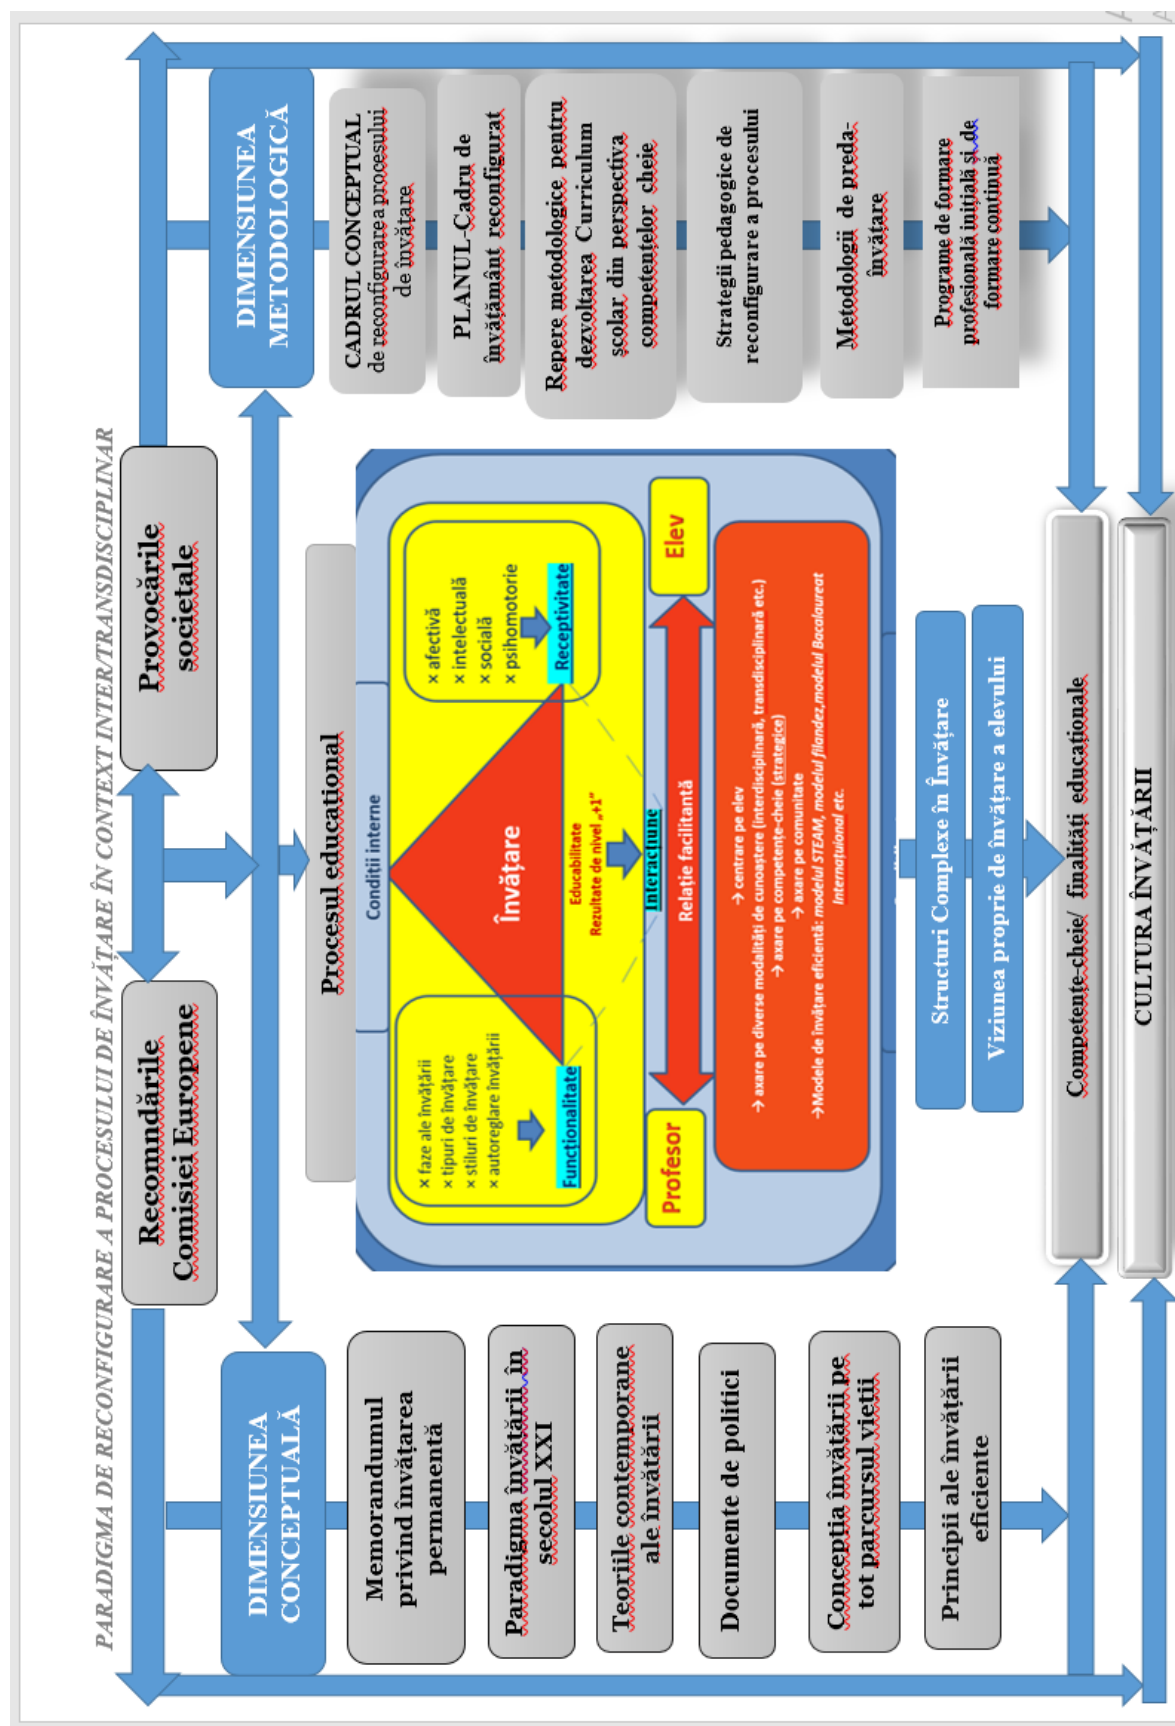 PARADIGMA DE RECONFIGURARE A PROCESULUI DE ÎNVĂȚARE ÎN CONTEXT INTER/TRANSDISCIPLINAR
Recomndările
Comisiei Europene
Provocările
societale
DIMENSIUNEA
CONCEPTUALĂ
Memorandumul
privind învățarea
permanentă
Paradigma învățării în
secolul XXI
Teoriile contemporane
ale învățării
Documente de politici
Concepția învățării pe
tot parcursul vieții
Principii ale învățării
eficiente
Procesul educațional
Condiții interne
× faze ale învățării
× tipuri de învățare
× stiluri de învățare
× autoreglare învățării
Funcționalitate
Învățare
Educabilitate
Rezultate de nivel „+1”
Interacțiune
× afectivă
× intelectuală
× socială
× psihomotorie
Receptivitate
Profesor
Relație facilitantă
Elev
→ centrare pe elev
→ axare pe diverse modalități de cunoaștere (interdisciplinară, transdisciplinară etc.)
→ axare pe competențe-cheie (strategice)
→ axare pe comunitate
→Modele de învățare eficientă: modelul STEAM, modelul filandez,modelul Bacalaureat
Internațuional etc.
Structuri Complexe în Învățare
Viziunea proprie de învățare a elevului
DIMENSIUNEA
METODOLOGICĂ
CADRUL CONCEPTUAL
de reconfigurare a procesului
de învățare
PLANUL-Cadru de
învățământ reconfigurat
Repere metodologice pentru
dezvoltarea Curriculum
școlar din perspectiva
competențelor cheie
Strategii pedagogice de
reconfigurare a procesului
Metodologii de preda-
învățare
Programe de formare
profesională inițială și de
formare continuă
Competențe-cheie/ finalități educaționale
CULTURA ÎNVĂȚĂRII